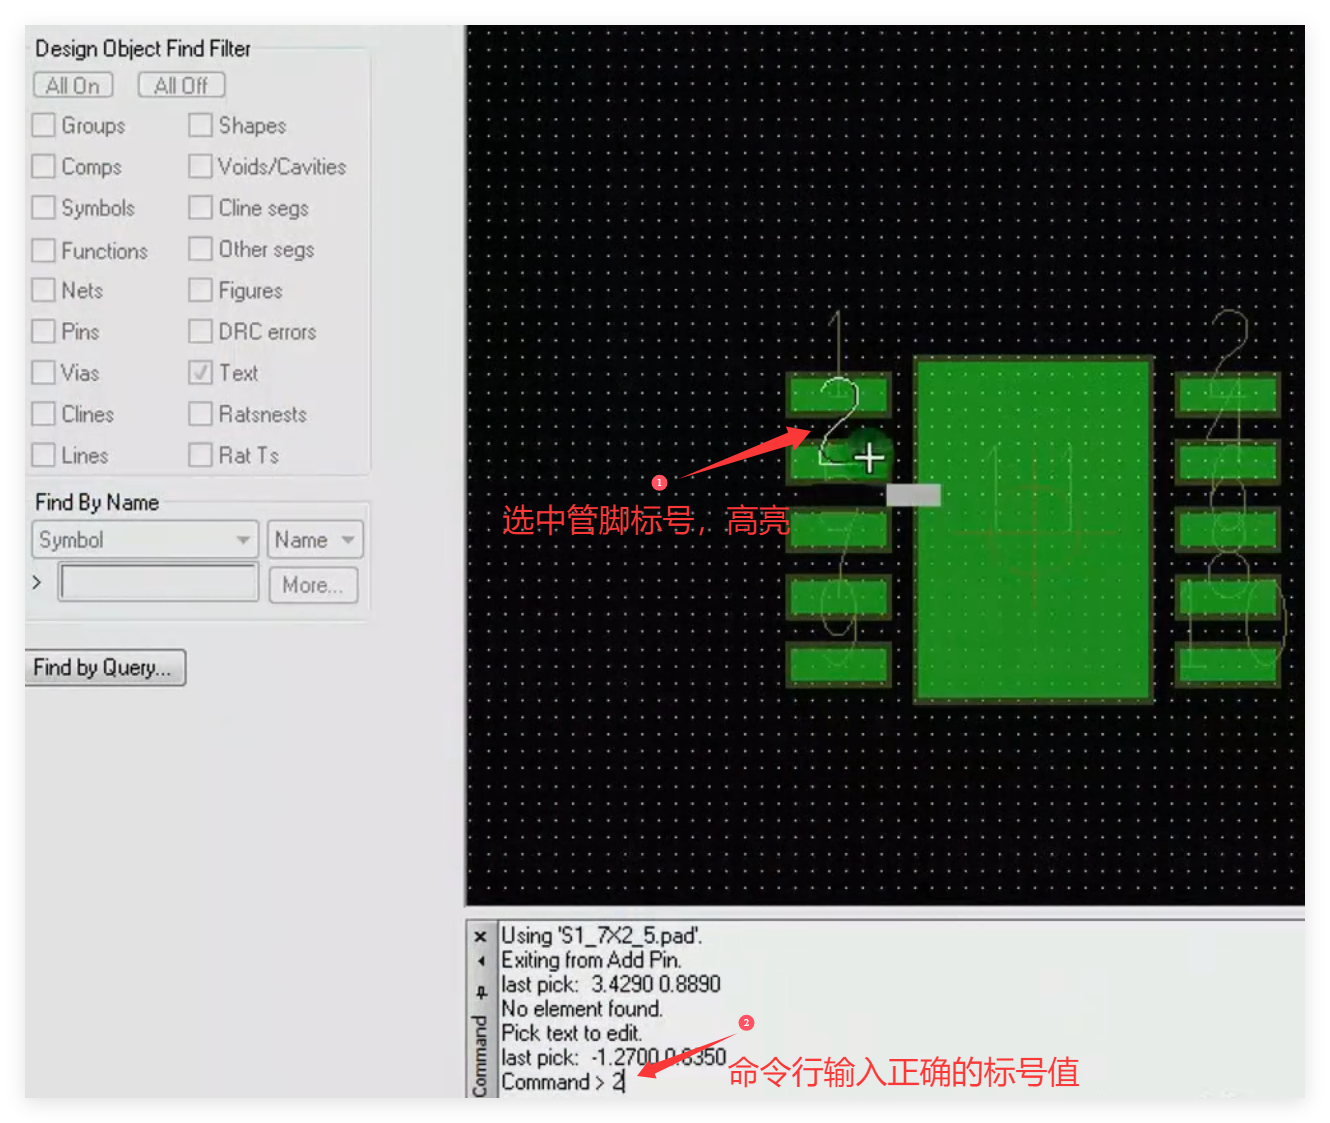 Design Object Find Filter
All On All Off
Groups Shapes
Comps Voids/Cavities
Symbols Cline segs
Functions Other segs
Nets Figures
Pins DRC errors
Vias Text
Clines Ratsnests
Lines Rat Ts
Find By Name
Symbol Name
> More...
Find by Query...
1 2
2 4
1
选中管脚标号，高亮
11
7 8
9 10
Using 'S1_7X2_5.pad'.
Exiting from Add Pin.
last pick: 3.4290 0.8890
No element found.
Pick text to edit.
last pick: -1.2700 0.6350
Command > 2
Command
2
命令行输入正确的标号值